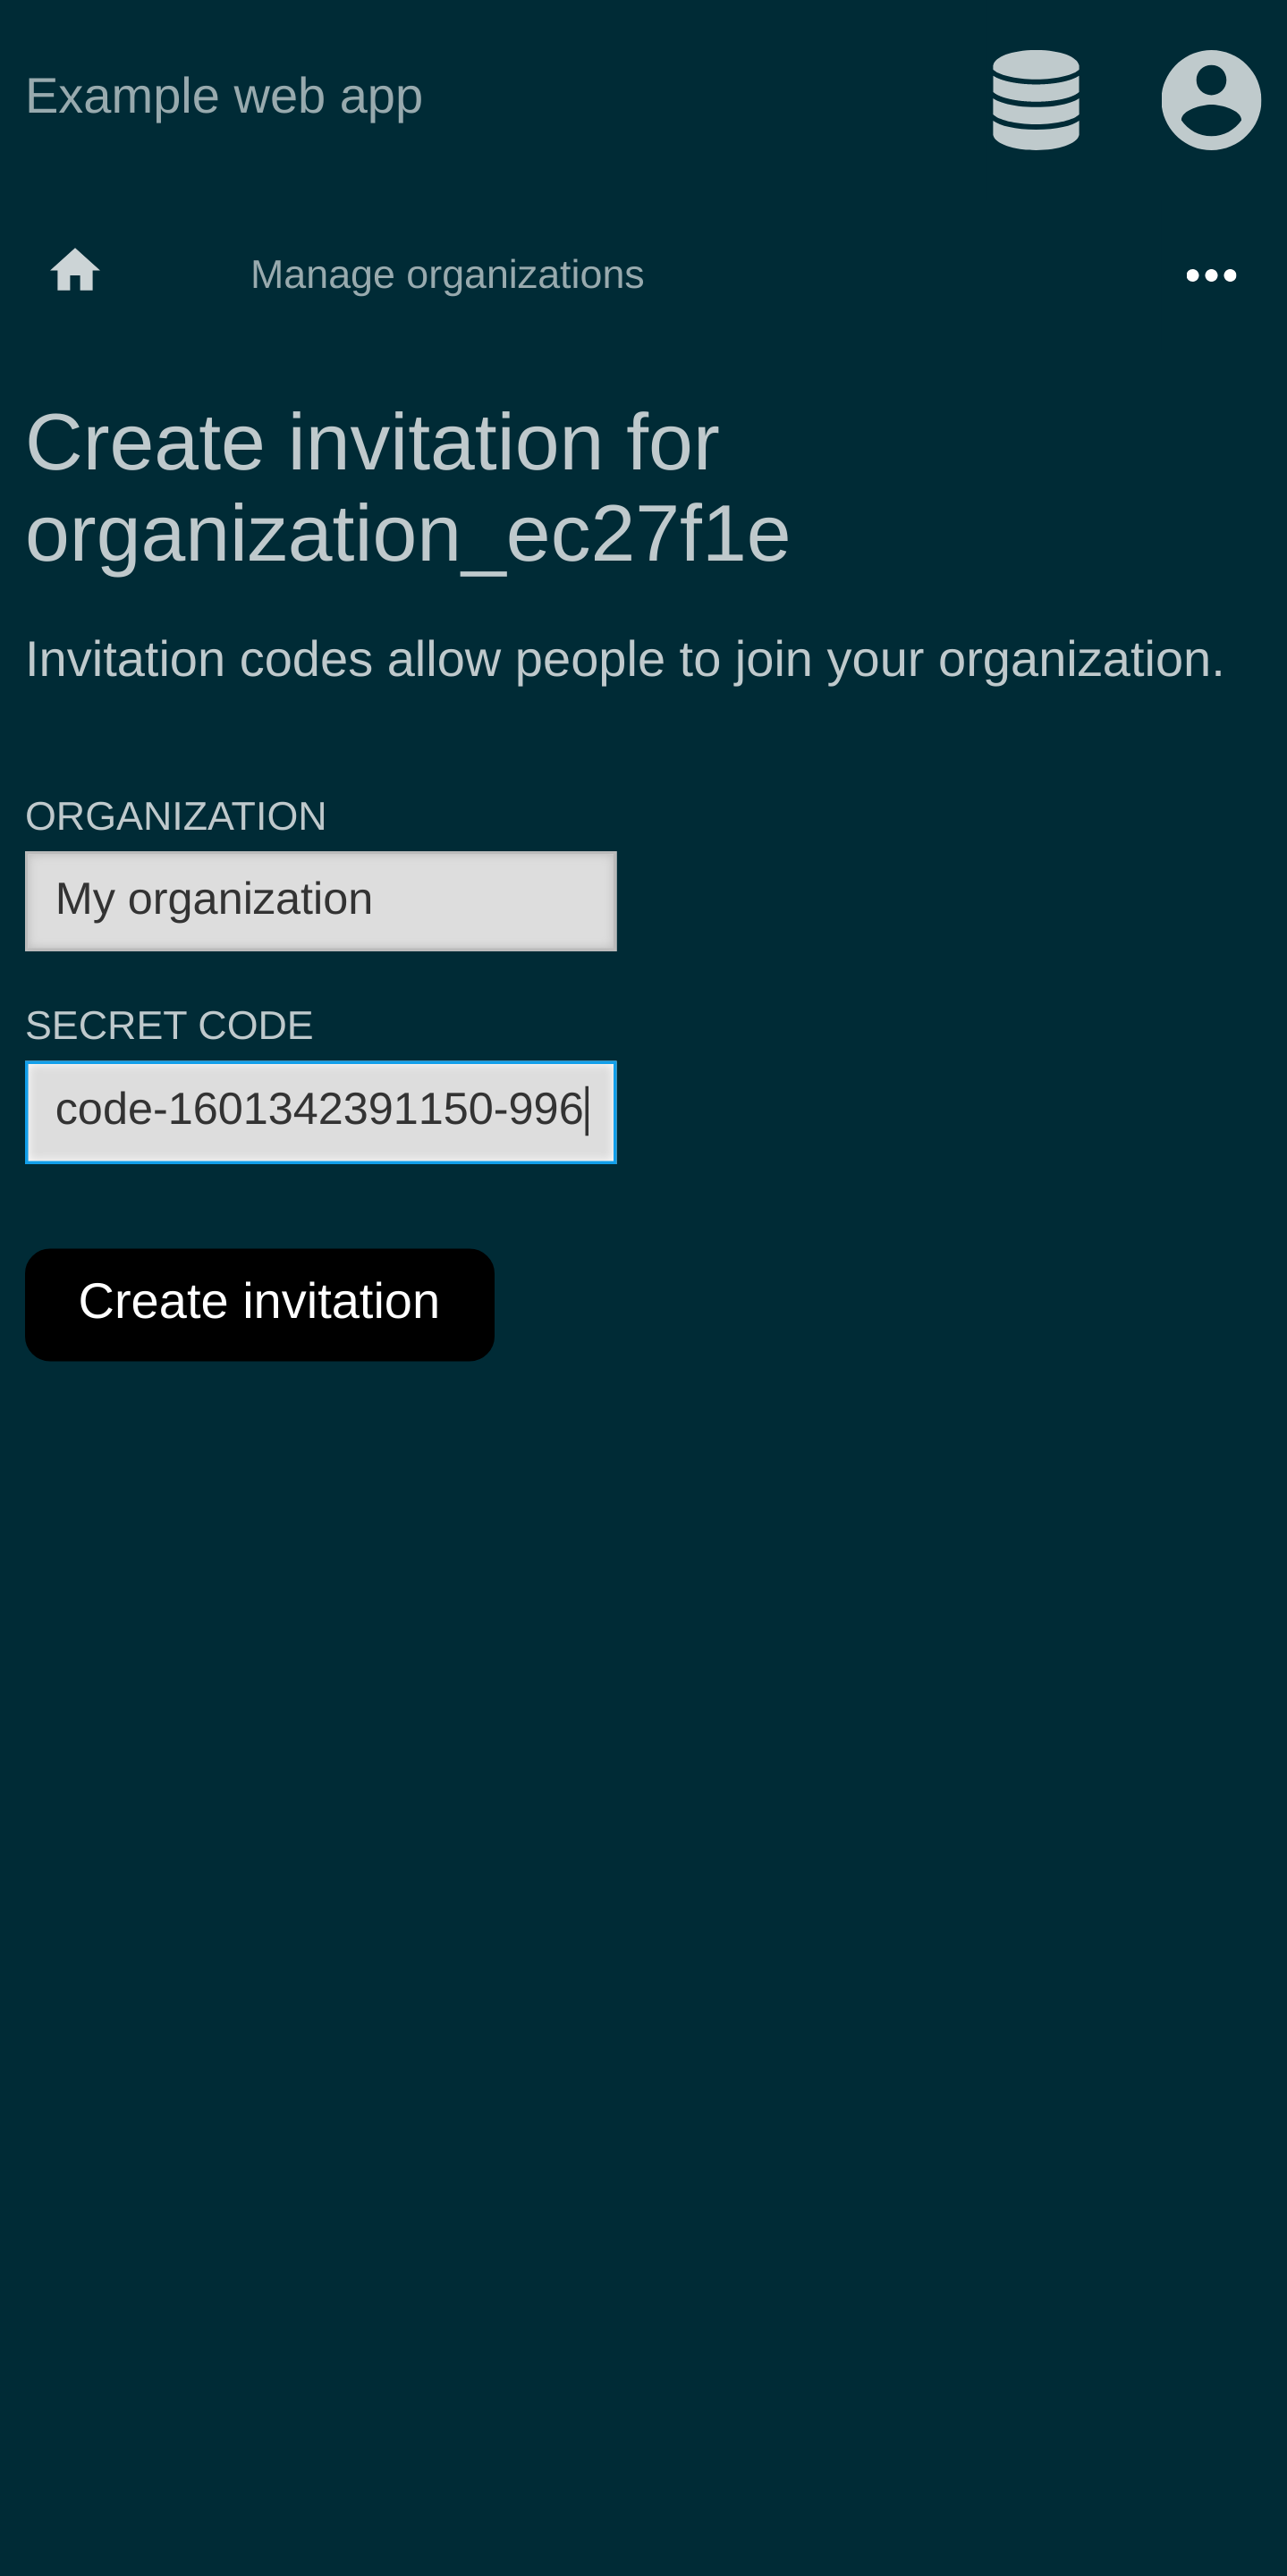 Example web app
Manage organizations
Create invitation for
organization_ec27f1e
Invitation codes allow people to join your organization.
ORGANIZATION
My organization
SECRET CODE
code-1601342391150-996
Create invitation